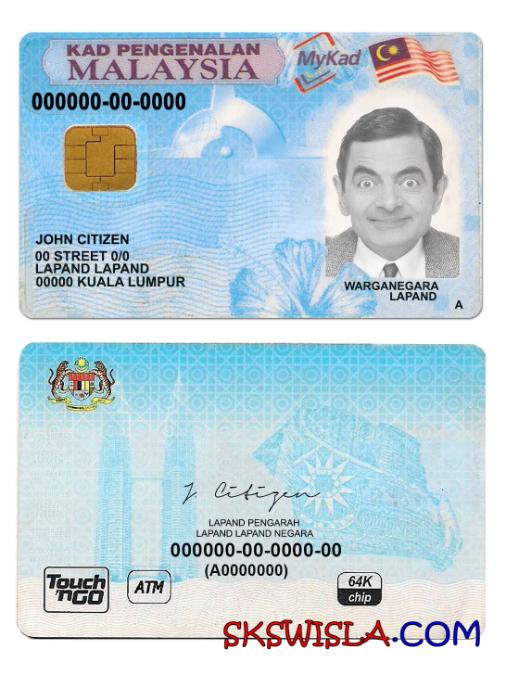 KAD PENGENALAN
MALAYSIA
MyKad
000000-00-0000
JOHN CITIZEN
00 STREET 0/0
LAPAND LAPAND
00000 KUALA LUMPUR
WARGANEGARA
LAPAND
A
J. Citizen
LAPAND PENGARAH
LAPAND LAPAND NEGARA
000000-00-0000-00
(A0000000)
Touch
'nGO
ATM
64K
chip
SKSWISLA.COM